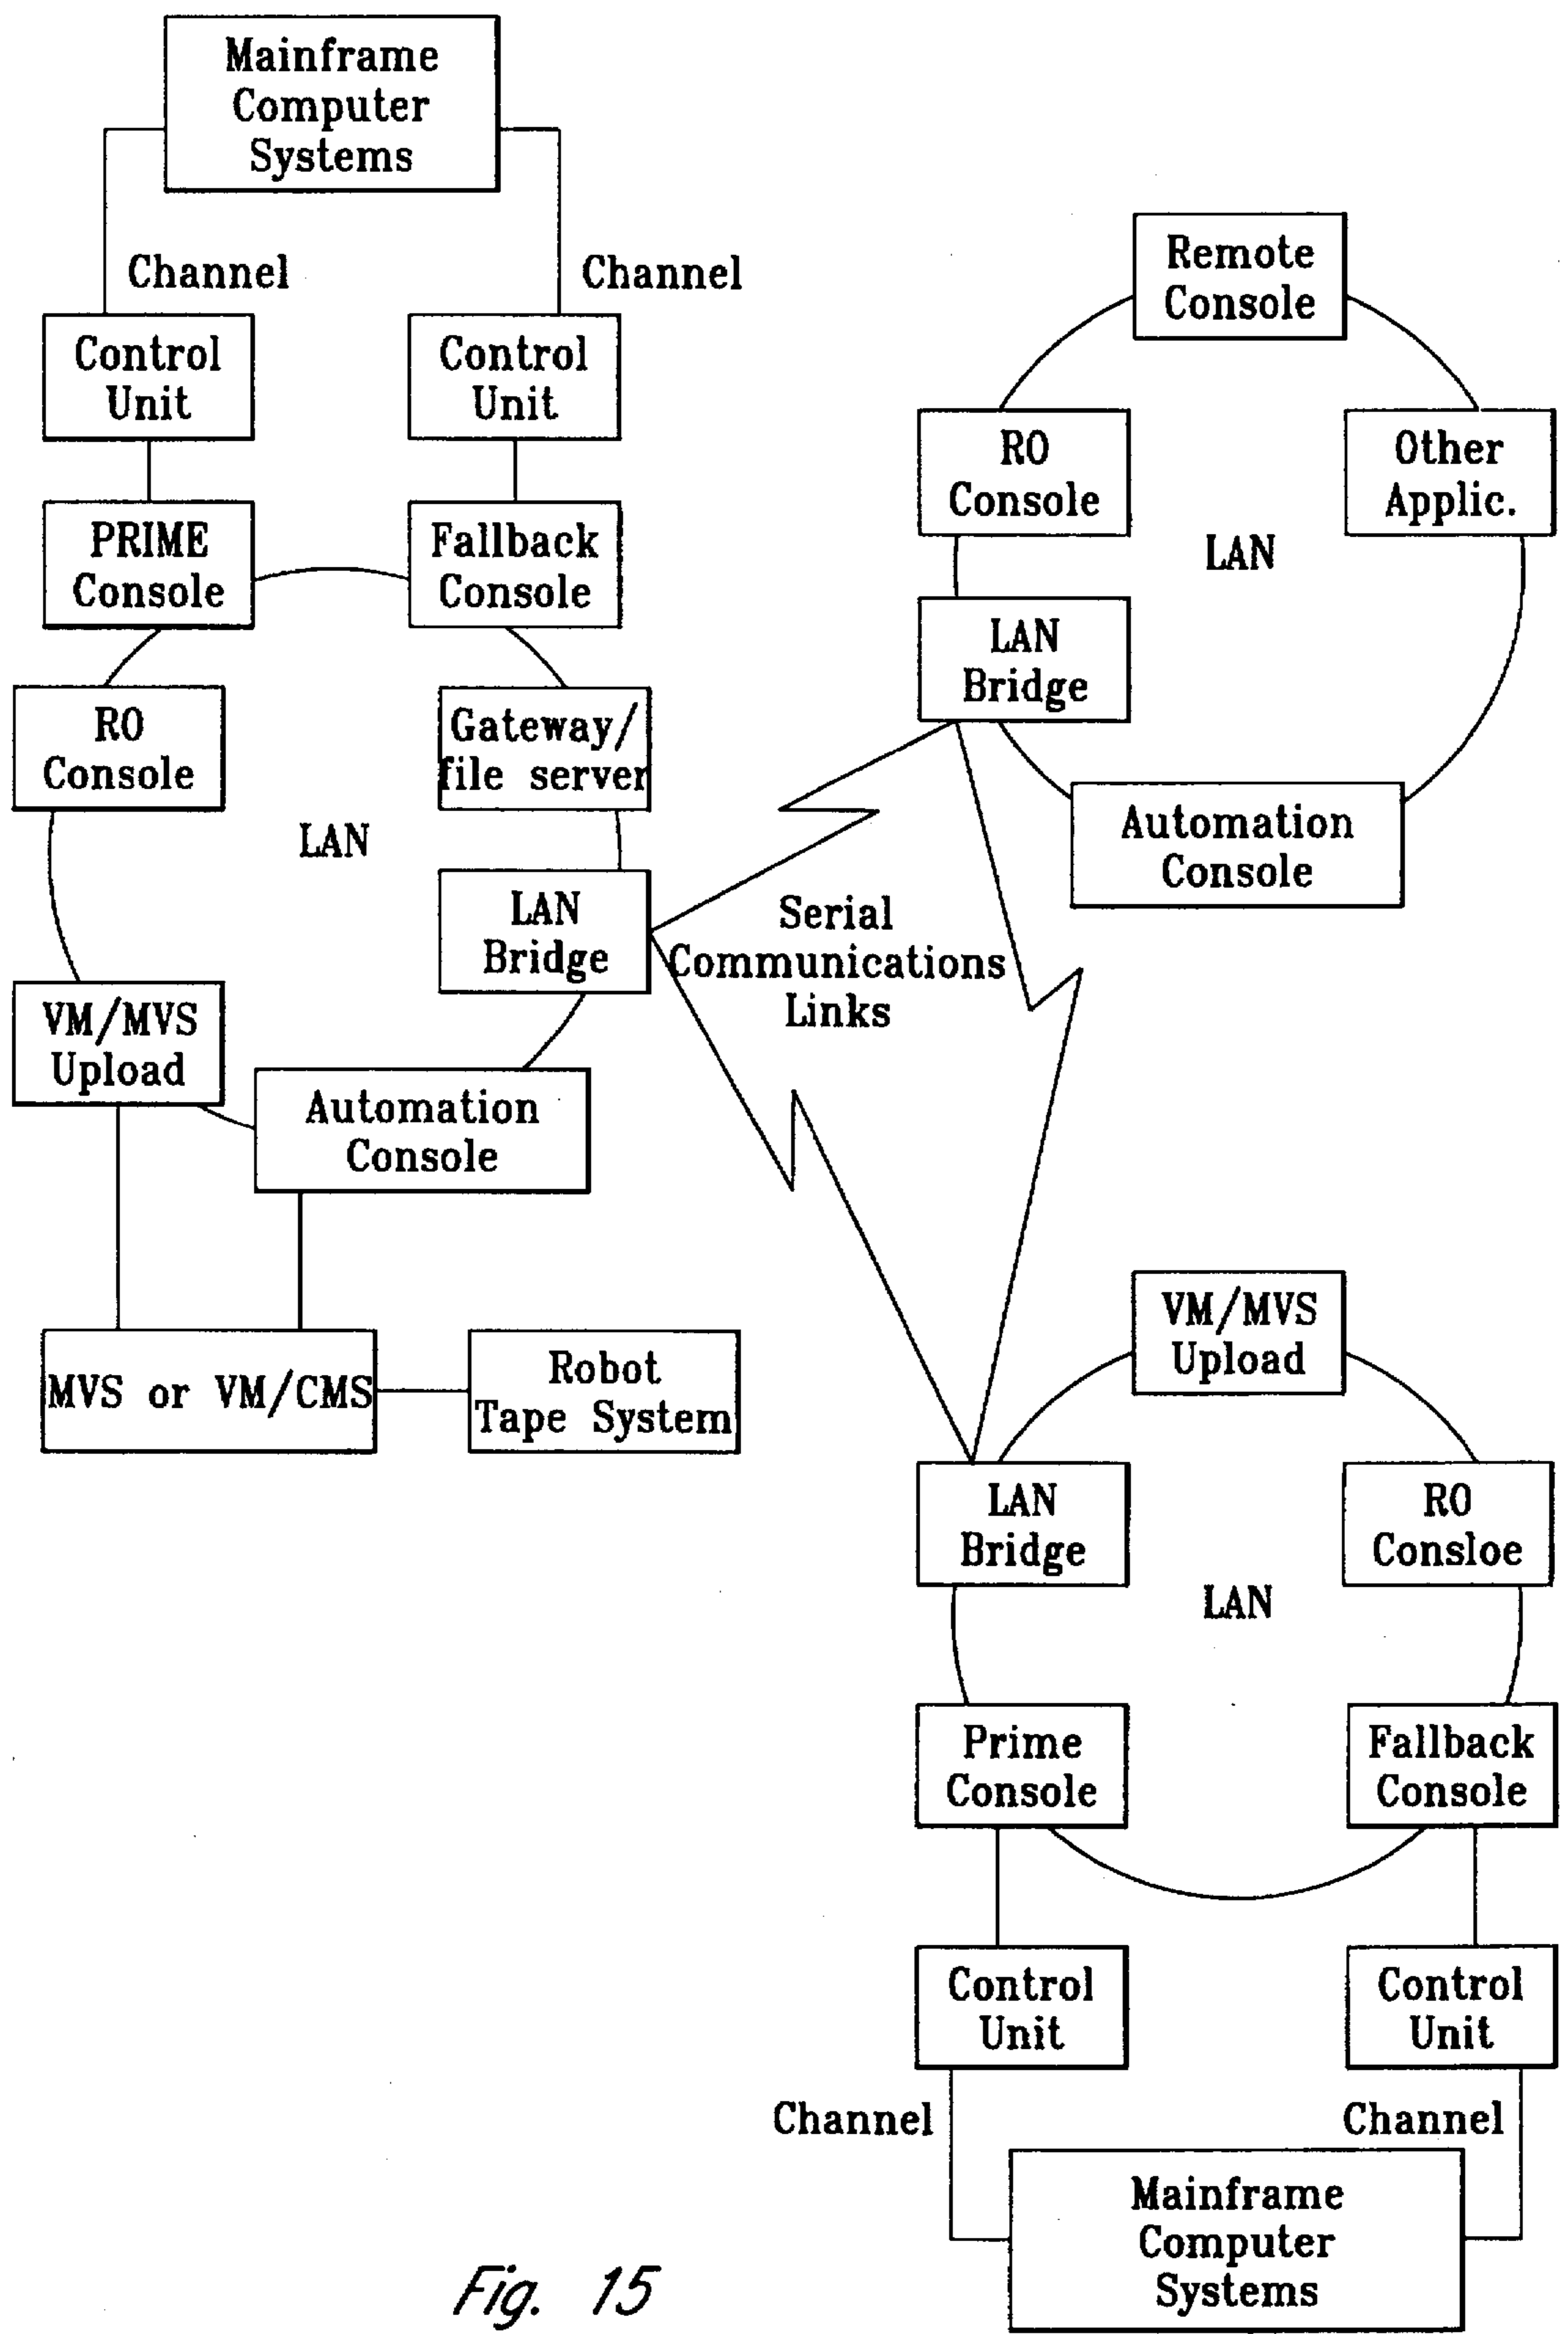 Mainframe
Computer
Systems
Channel
Channel
Control
Unit
Control
Unit
PRIME
Console
Fallback
Console
RO
Console
Gateway/
file server
LAN
LAN
Bridge
VM/MVS
Upload
Automation
Console
MVS or VM/CMS
Robot
Tape System
Remote
Console
RO
Console
Other
Applic.
LAN
LAN
Bridge
Automation
Console
Serial
Communications
Links
VM/MVS
Upload
LAN
Bridge
RO
Consloe
LAN
Prime
Console
Fallback
Console
Control
Unit
Control
Unit
Channel
Channel
Mainframe
Computer
Systems
Fig. 15